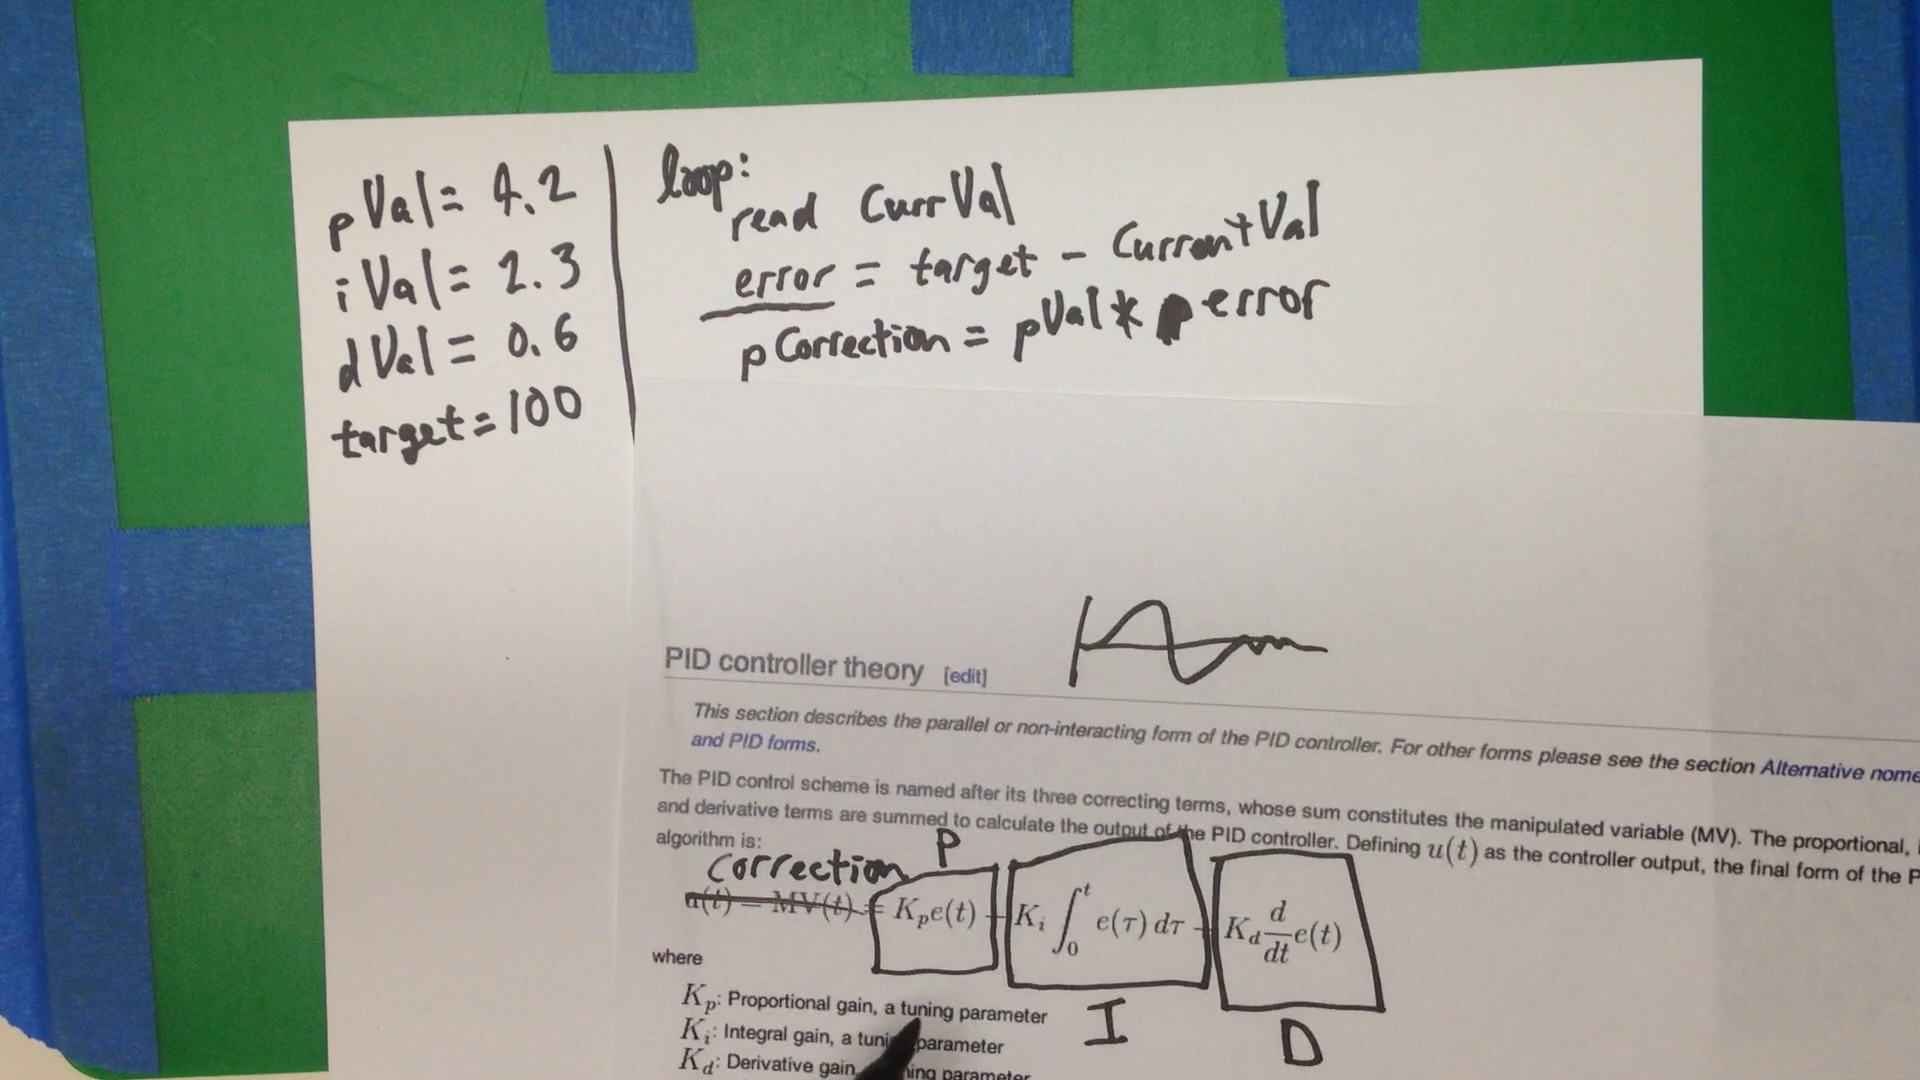 pVal = 4.2
iVal = 2.3
dVal = 0.6
target = 100
loop:
read CurrVal
error = target - CurrentVal
pCorrection = pVal * error
PID controller theory [edit]
This section describes the parallel or non-interacting form of the PID controller. For other forms please see the section Alternative nome
and PID forms.
The PID control scheme is named after its three correcting terms, whose sum constitutes the manipulated variable (MV). The proportional,
and derivative terms are summed to calculate the output of the PID controller. Defining u(t) as the controller output, the final form of the P
algorithm is:
Correction P
u(t) = MV(t) = K_p e(t) + K_i ∫_0^t e(τ) dτ + K_d d/dt e(t)
where
K_p: Proportional gain, a tuning parameter
K_i: Integral gain, a tuning parameter
K_d: Derivative gain, parameter
I
D